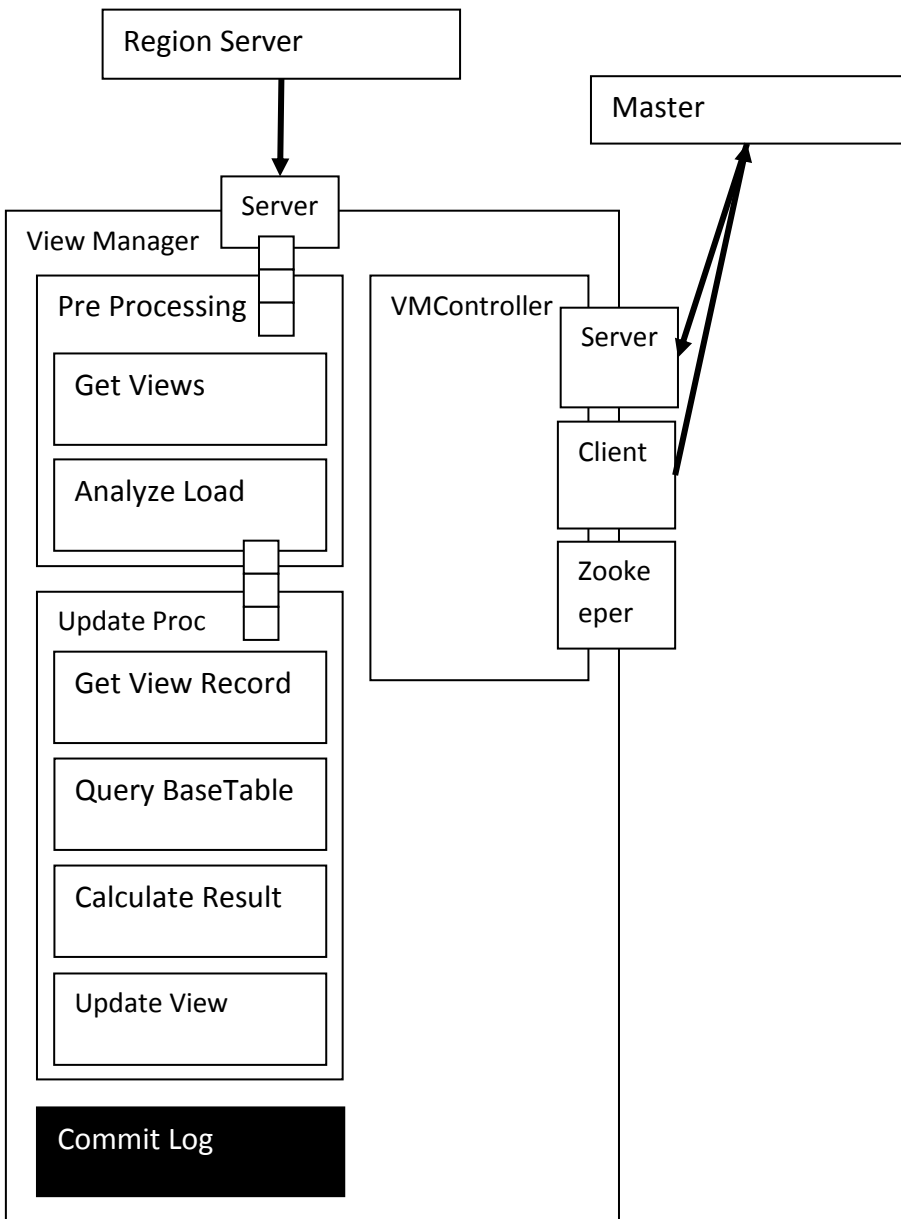 Region Server
Master
Server
View Manager
Pre Processing
Get Views
Analyze Load
Update Proc
Get View Record
Query BaseTable
Calculate Result
Update View
Commit Log
VMController
Server
Client
Zooke
eper